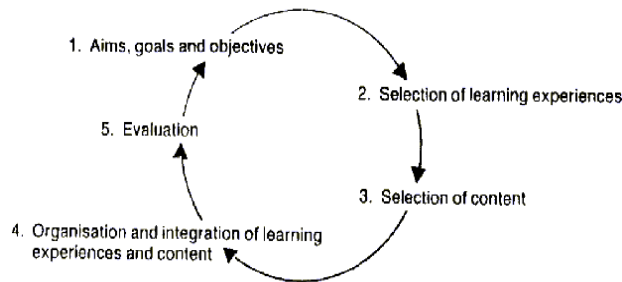 1. Aims, goals and objectives
2. Selection of learning experiences
3. Selection of content
4. Organisation and integration of learning
experiences and content
5. Evaluation